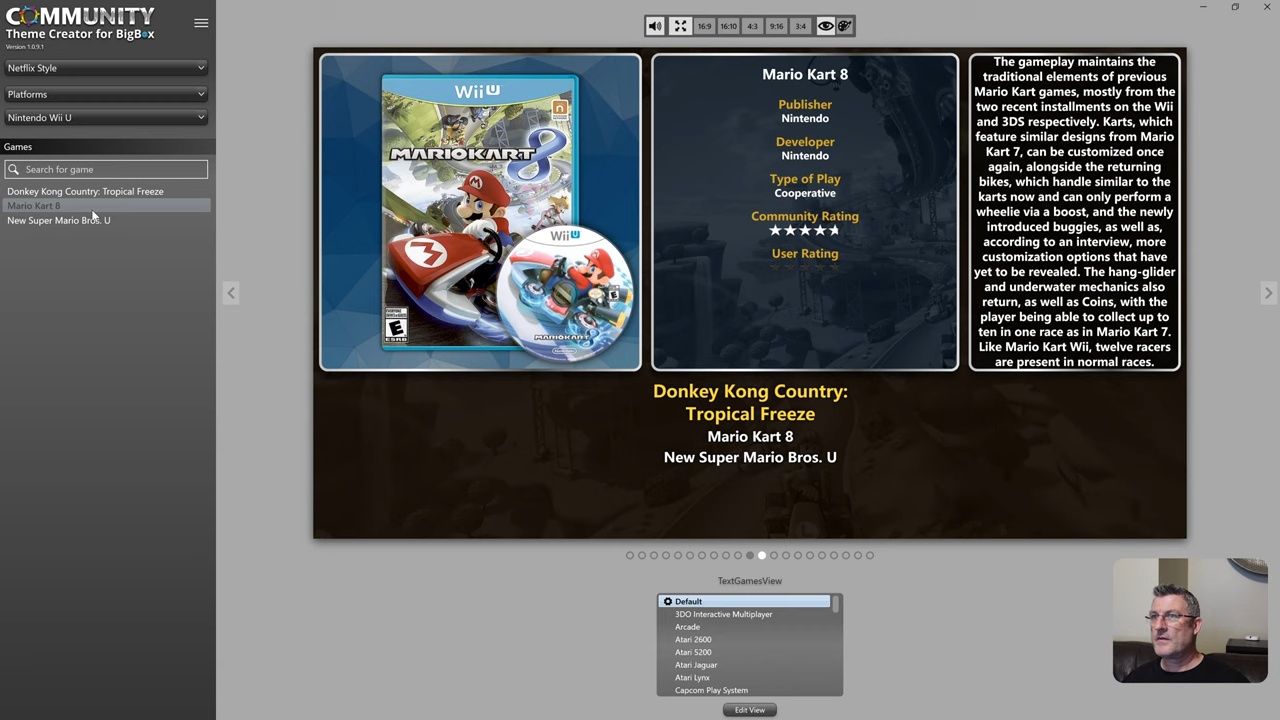 COMMUNITY
Theme Creator for BigBox
Version 1.0.9.1
Netflix Style
Platforms
Nintendo Wii U
Games
Search for game
Donkey Kong Country: Tropical Freeze
Mario Kart 8
New Super Mario Bros. U
16:9
16:10
4:3
9:16
3:4
Wii U
MARIOKART 8
Wii U
MARIOKART
EVERYONE
E
ESRB
Nintendo
Mario Kart 8
Publisher
Nintendo
Developer
Nintendo
Type of Play
Cooperative
Community Rating
User Rating
The gameplay maintains the
traditional elements of previous
Mario Kart games, mostly from the
two recent installments on the Wii
and 3DS respectively. Karts, which
feature similar designs from Mario
Kart 7, can be customized once
again, alongside the returning
bikes, which handle similar to the
karts now and can only perform a
wheelie via a boost, and the newly
introduced buggies, as well as,
according to an interview, more
customization options that have
yet to be revealed. The hang-glider
and underwater mechanics also
return, as well as Coins, with the
player being able to collect up to
ten in one race as in Mario Kart 7.
Like Mario Kart Wii, twelve racers
are present in normal races.
Donkey Kong Country:
Tropical Freeze
Mario Kart 8
New Super Mario Bros. U
TextGamesView
Default
3DO Interactive Multiplayer
Arcade
Atari 2600
Atari 5200
Atari Jaguar
Atari Lynx
Capcom Play System
Edit View